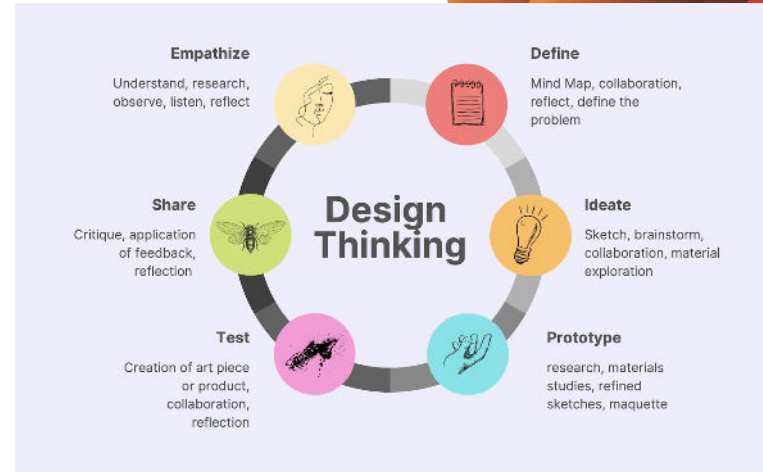 Empathize
Understand, research,
observe, listen, reflect
Define
Mind Map, collaboration,
reflect, define the
problem
Share
Critique, application
of feedback,
reflection
Design
Thinking
Ideate
Sketch, brainstorm,
collaboration, material
exploration
Test
Creation of art piece
or product,
collaboration,
reflection
Prototype
research, materials
studies, refined
sketches, maquette